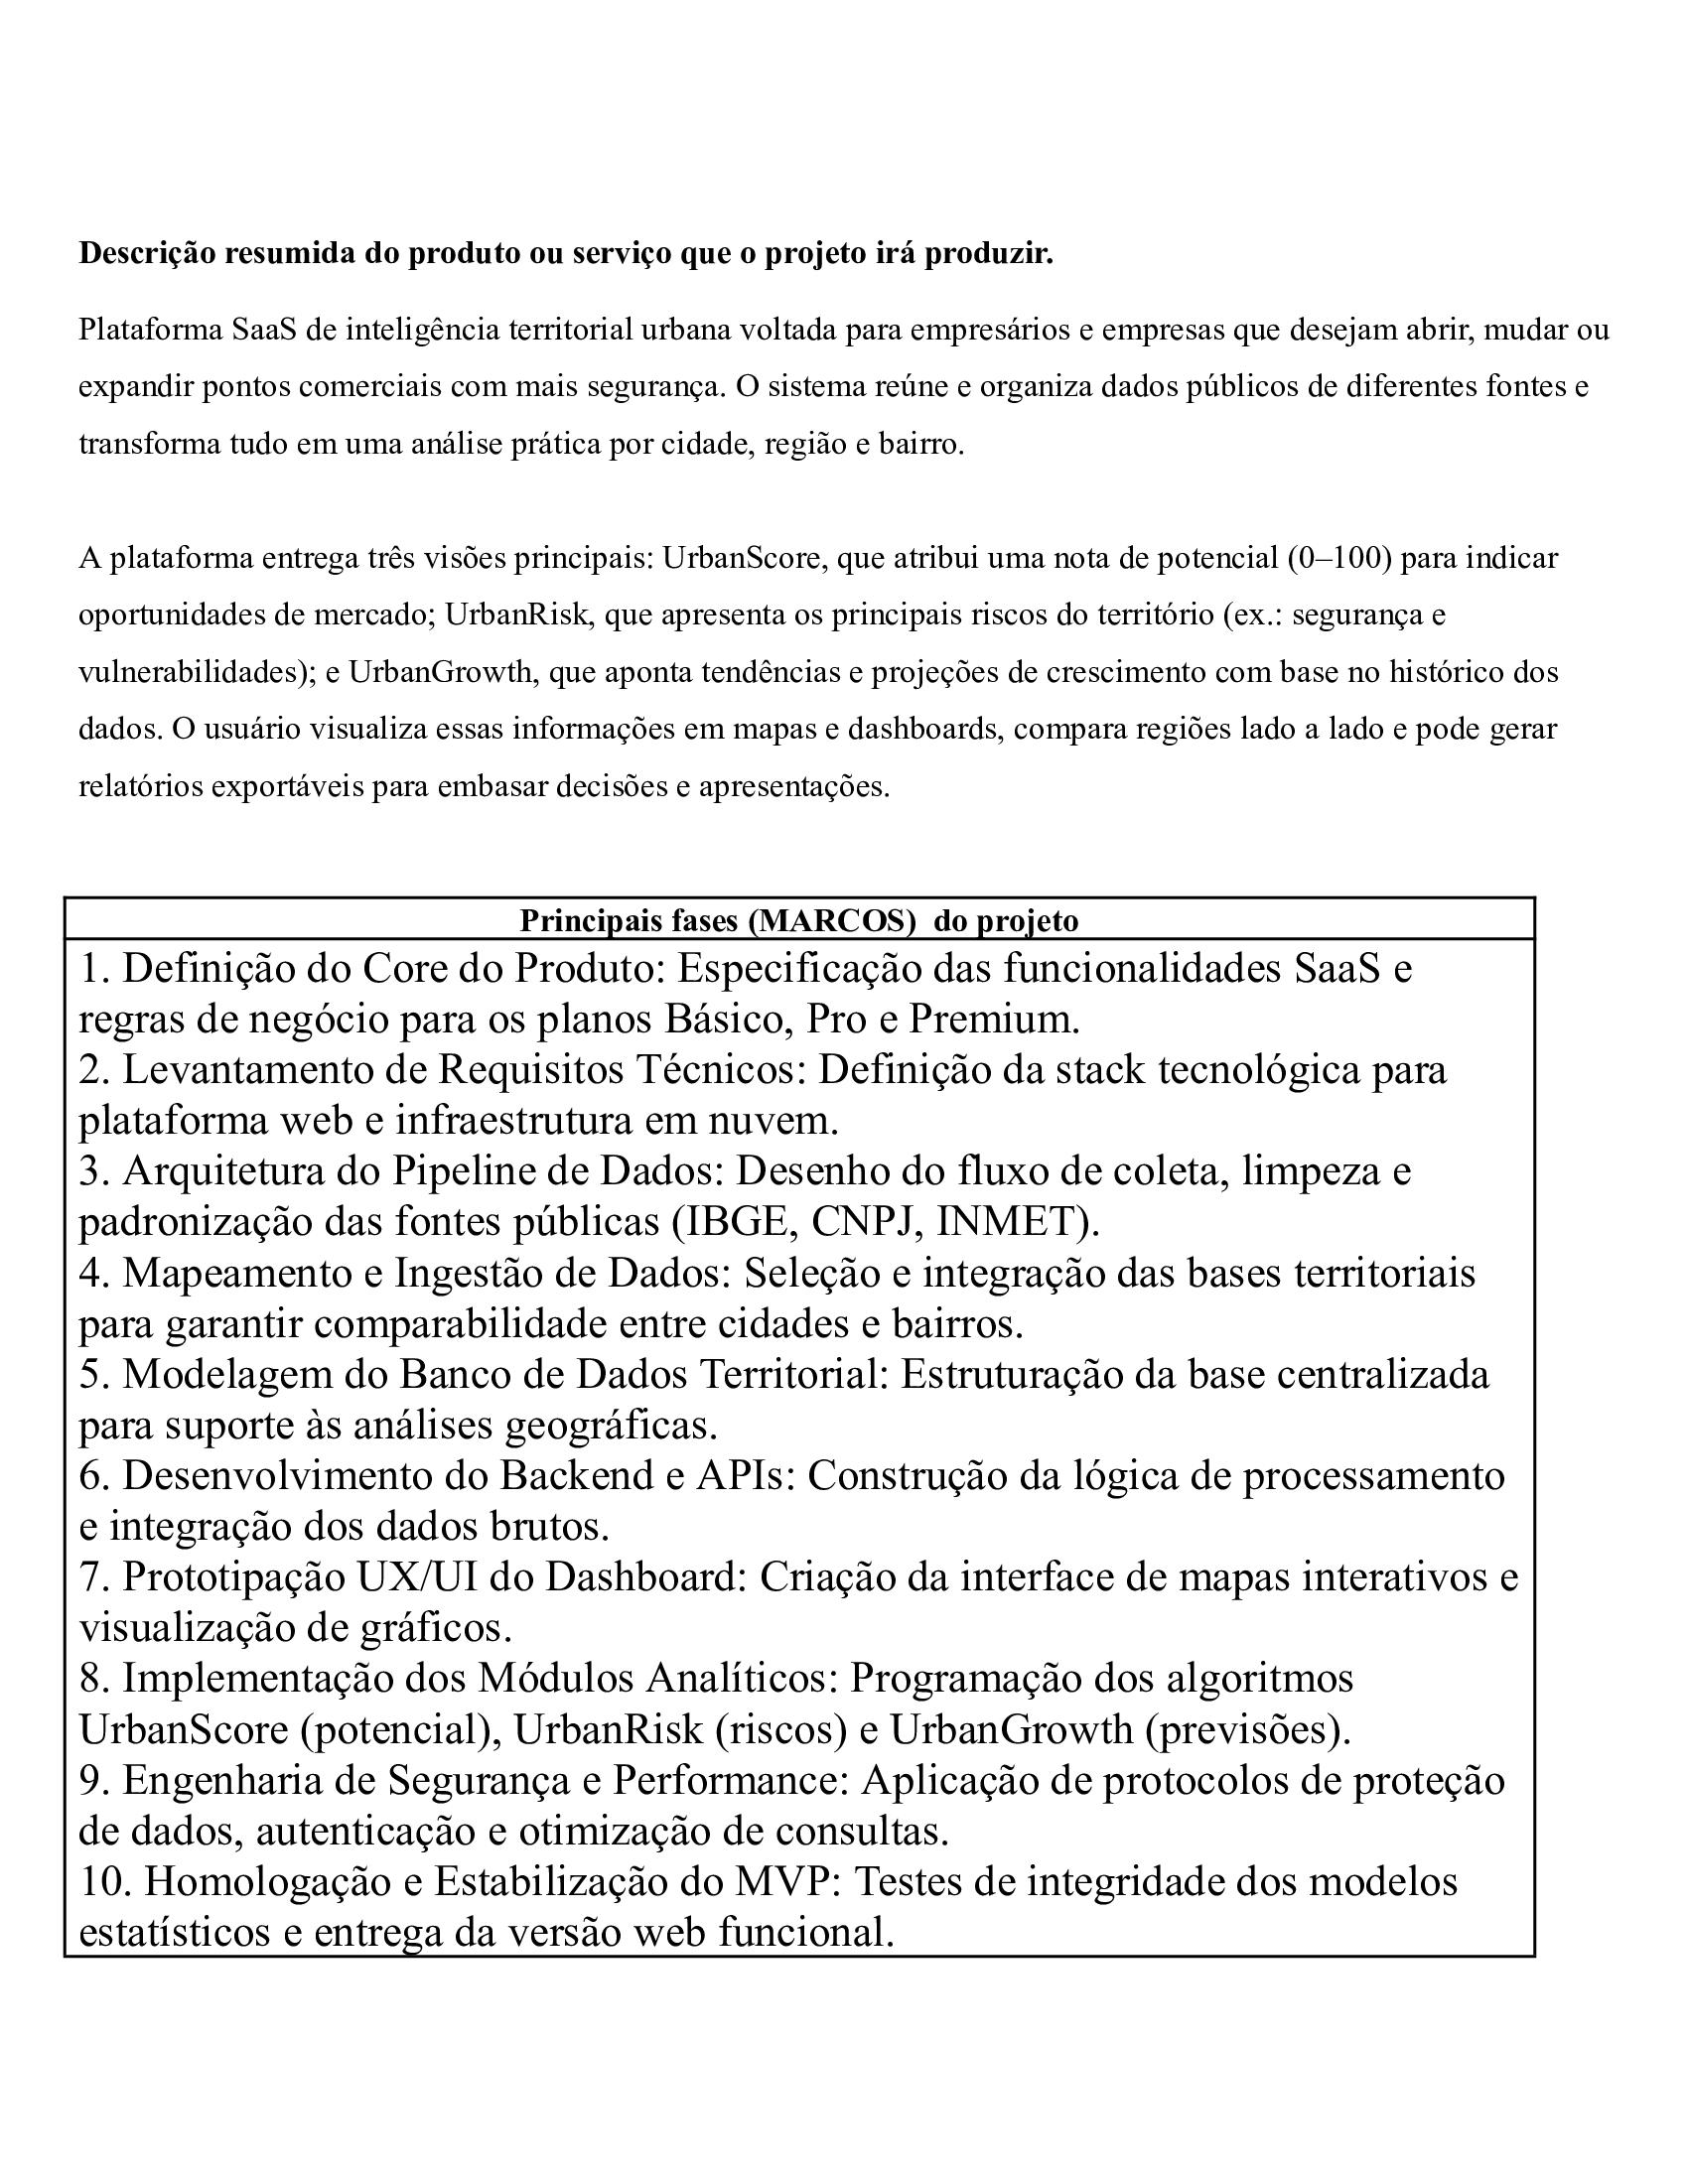 Descrição resumida do produto ou serviço que o projeto irá produzir.
Plataforma SaaS de inteligência territorial urbana voltada para empresários e empresas que desejam abrir, mudar ou
expandir pontos comerciais com mais segurança. O sistema reúne e organiza dados públicos de diferentes fontes e
transforma tudo em uma análise prática por cidade, região e bairro.
A plataforma entrega três visões principais: UrbanScore, que atribui uma nota de potencial (0–100) para indicar
oportunidades de mercado; UrbanRisk, que apresenta os principais riscos do território (ex.: segurança e
vulnerabilidades); e UrbanGrowth, que aponta tendências e projeções de crescimento com base no histórico dos
dados. O usuário visualiza essas informações em mapas e dashboards, compara regiões lado a lado e pode gerar
relatórios exportáveis para embasar decisões e apresentações.
Principais fases (MARCOS)  do projeto
1. Definição do Core do Produto: Especificação das funcionalidades SaaS e
regras de negócio para os planos Básico, Pro e Premium.
2. Levantamento de Requisitos Técnicos: Definição da stack tecnológica para
plataforma web e infraestrutura em nuvem.
3. Arquitetura do Pipeline de Dados: Desenho do fluxo de coleta, limpeza e
padronização das fontes públicas (IBGE, CNPJ, INMET).
4. Mapeamento e Ingestão de Dados: Seleção e integração das bases territoriais
para garantir comparabilidade entre cidades e bairros.
5. Modelagem do Banco de Dados Territorial: Estruturação da base centralizada
para suporte às análises geográficas.
6. Desenvolvimento do Backend e APIs: Construção da lógica de processamento
e integração dos dados brutos.
7. Prototipação UX/UI do Dashboard: Criação da interface de mapas interativos e
visualização de gráficos.
8. Implementação dos Módulos Analíticos: Programação dos algoritmos
UrbanScore (potencial), UrbanRisk (riscos) e UrbanGrowth (previsões).
9. Engenharia de Segurança e Performance: Aplicação de protocolos de proteção
de dados, autenticação e otimização de consultas.
10. Homologação e Estabilização do MVP: Testes de integridade dos modelos
estatísticos e entrega da versão web funcional.